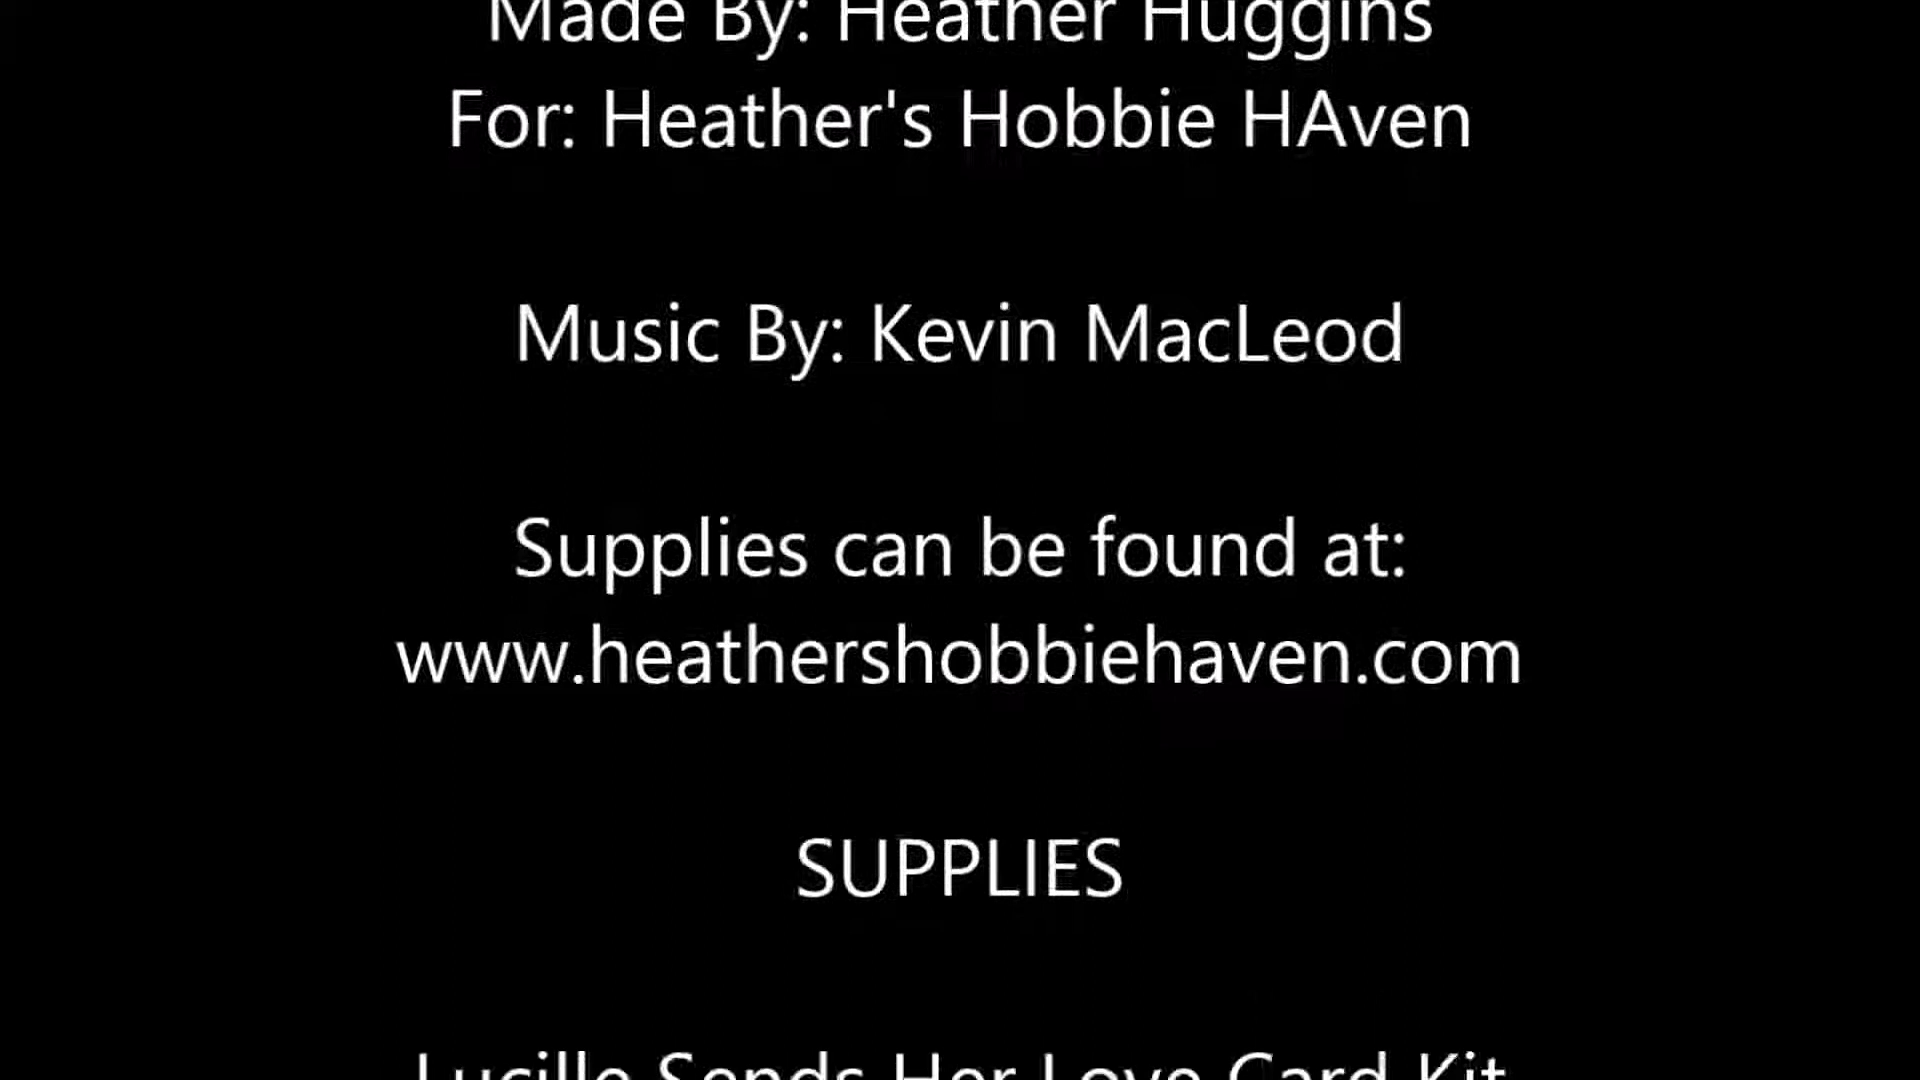 Made By: Heather Huggins
For: Heather's Hobbie HAven
Music By: Kevin MacLeod
Supplies can be found at:
www.heathershobbiehaven.com
SUPPLIES
Lucille Sends Her Love Card Kit